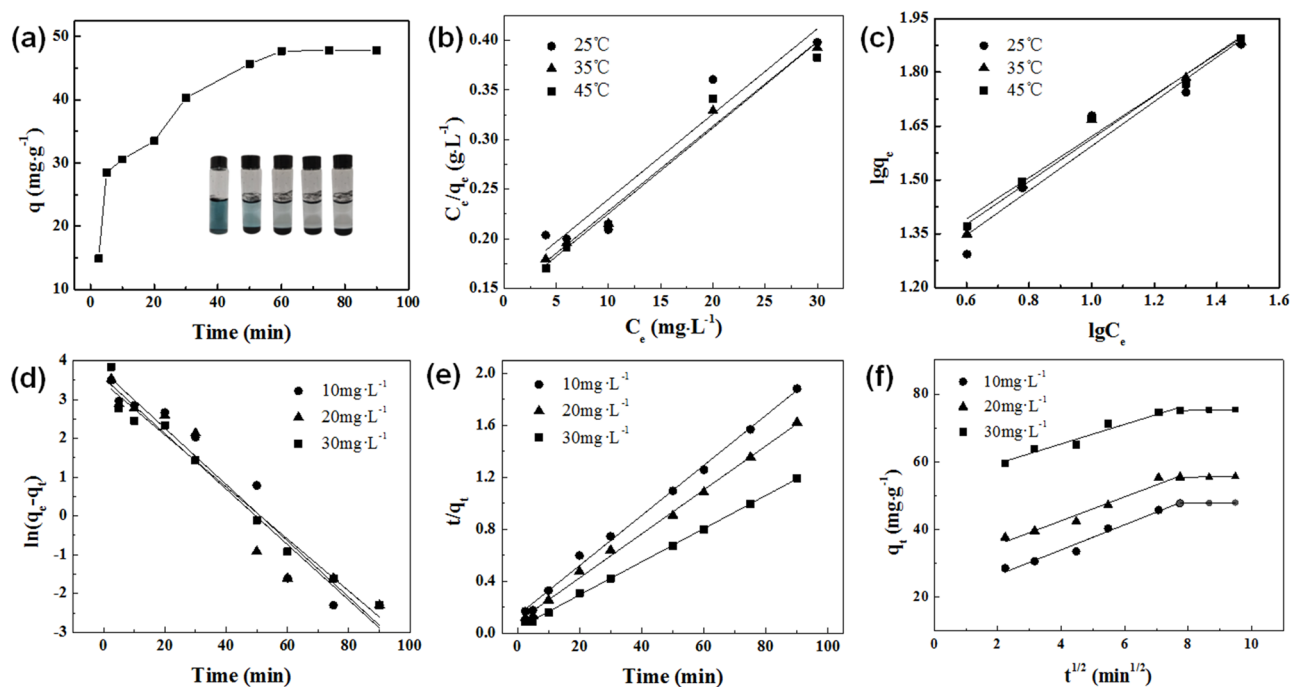 (a)
50
40
30
20
10
q (mg·g⁻¹)
0 20 40 60 80 100
Time (min)
(b)
25℃
35℃
45℃
0.40
0.35
0.30
0.25
0.20
0.15
Cₑ/qₑ (g·L⁻¹)
0 5 10 15 20 25 30
Cₑ (mg·L⁻¹)
(c)
25℃
35℃
45℃
1.95
1.80
1.65
1.50
1.35
1.20
lgqₑ
0.6 0.8 1.0 1.2 1.4 1.6
lgCₑ
(d)
10mg·L⁻¹
20mg·L⁻¹
30mg·L⁻¹
4
3
2
1
0
-1
-2
-3
ln(qₑ-qₜ)
0 20 40 60 80 100
Time (min)
(e)
10mg·L⁻¹
20mg·L⁻¹
30mg·L⁻¹
2.0
1.6
1.2
0.8
0.4
0.0
t/qₜ
0 20 40 60 80 100
Time (min)
(f)
10mg·L⁻¹
20mg·L⁻¹
30mg·L⁻¹
80
60
40
20
qₜ (mg·g⁻¹)
0 2 4 6 8 10
t¹/² (min¹/²)